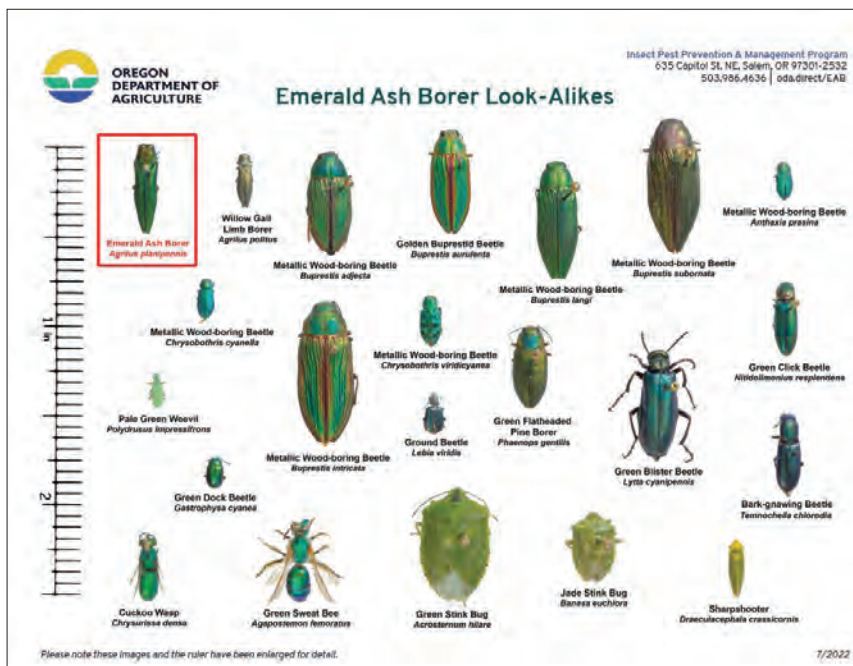 OREGON
DEPARTMENT OF
AGRICULTURE
Insect Pest Prevention & Management Program
635 Capitol St, NE, Salem, OR 97301-2532
503.986.4636 | oda.direct/EAB
Emerald Ash Borer Look-Alikes
Emerald Ash Borer
Agrilus planipennis
Willow Gall
Limb Borer
Agrilus politus
Metallic Wood-boring Beetle
Buprestis adjecta
Golden Buprestid Beetle
Buprestis aurulenta
Metallic Wood-boring Beetle
Buprestis langi
Metallic Wood-boring Beetle
Buprestis subornata
Metallic Wood-boring Beetle
Anthaxia prasina
Metallic Wood-boring Beetle
Chrysobothris cyanella
Metallic Wood-boring Beetle
Chrysobothris viridicyanea
Green Click Beetle
Nitidolimonius resplendens
1 in
Pale Green Weevil
Polydrusus impressifrons
Metallic Wood-boring Beetle
Buprestis intricata
Ground Beetle
Lebia viridis
Green Flatheaded
Pine Borer
Phaenops gentilis
Green Blister Beetle
Lytta cyanipennis
Bark-gnawing Beetle
Temnochella chlorodia
2
Green Dock Beetle
Gastrophysa cyanea
Cuckoo Wasp
Chrysurissa densa
Green Sweat Bee
Agapostemon femoratus
Green Stink Bug
Acrosternum hilare
Jade Stink Bug
Banasa euchlora
Sharpshooter
Draeculacephala crassicornis
Please note these images and the ruler have been enlarged for detail.
7/2022